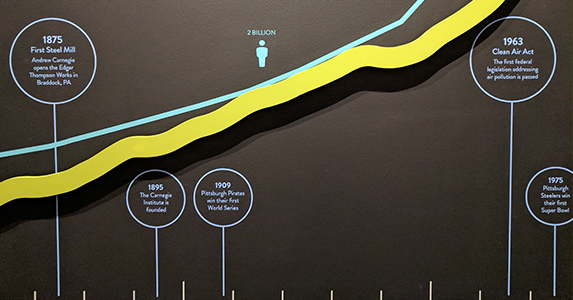 1875
First Steel Mill
Andrew Carnegie
opens the Edgar
Thompson Works in
Braddock, PA
2 BILLION
1963
Clean Air Act
The first federal
legislation addressing
air pollution is passed
1895
The Carnegie
Institute is
founded
1909
Pittsburgh Pirates
win their first
World Series
1975
Pittsburgh
Steelers win
their first
Super Bowl